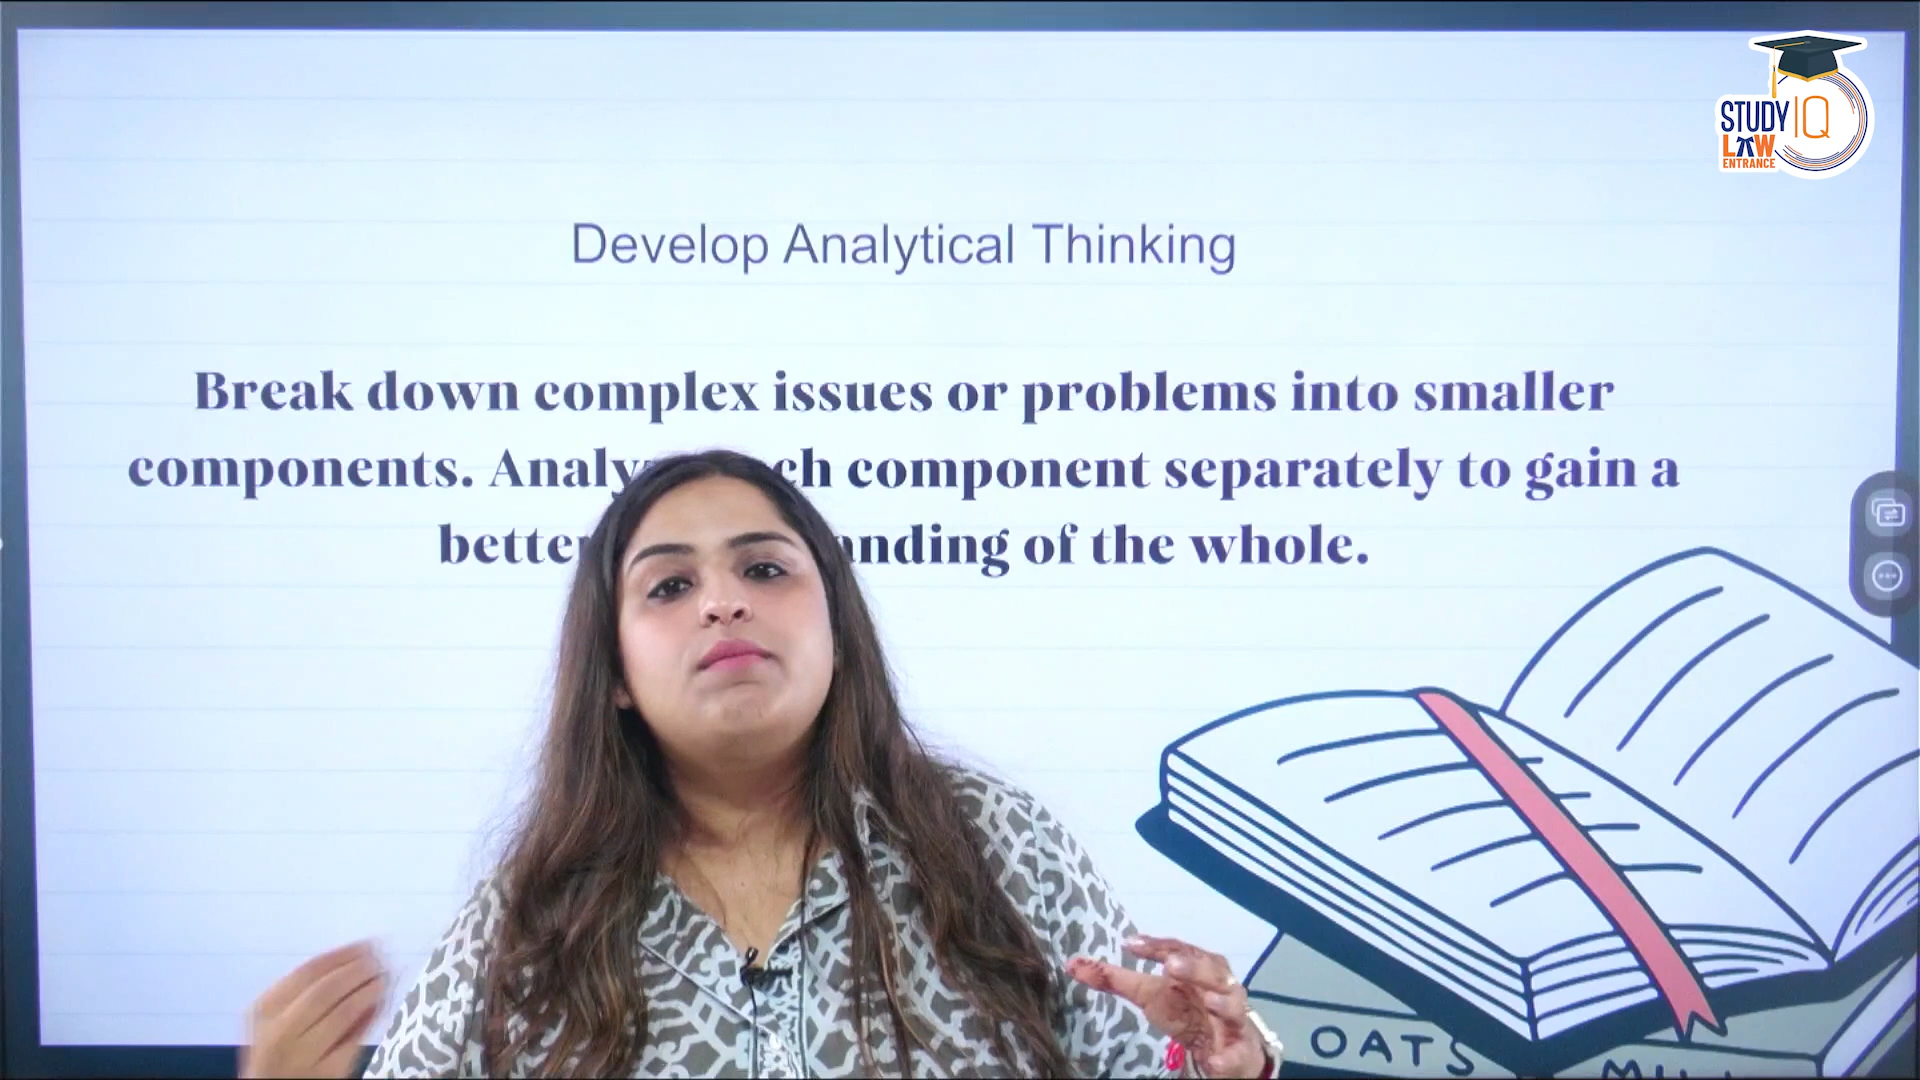 STUDY IQ
LAW
ENTRANCE
Develop Analytical Thinking
Break down complex issues or problems into smaller
components. component separately to gain a
of the whole.
OATS